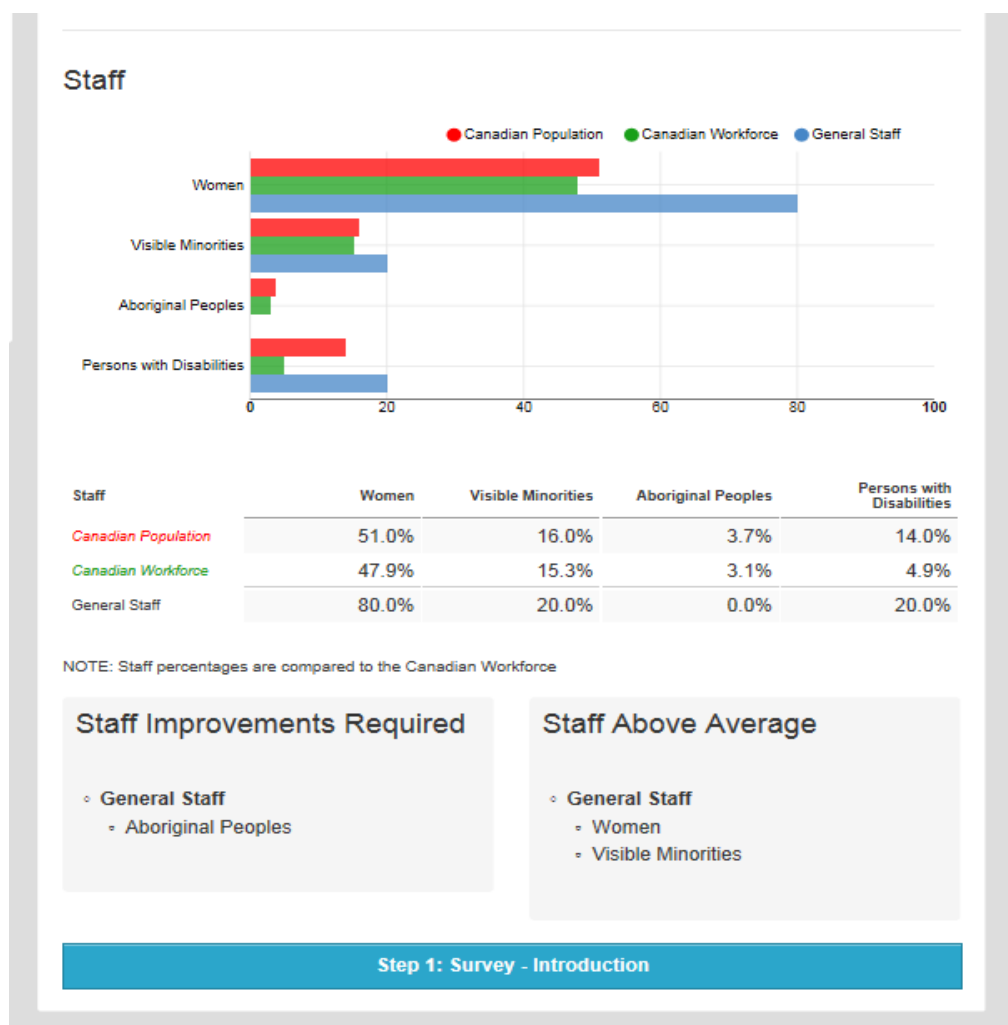 Staff
Canadian Population Canadian Workforce General Staff
Women
Visible Minorities
Aboriginal Peoples
Persons with Disabilities
0 20 40 60 80 100
Staff Women Visible Minorities Aboriginal Peoples Persons with Disabilities
Canadian Population 51.0% 16.0% 3.7% 14.0%
Canadian Workforce 47.9% 15.3% 3.1% 4.9%
General Staff 80.0% 20.0% 0.0% 20.0%
NOTE: Staff percentages are compared to the Canadian Workforce
Staff Improvements Required
General Staff
Aboriginal Peoples
Staff Above Average
General Staff
Women
Visible Minorities
Step 1: Survey - Introduction